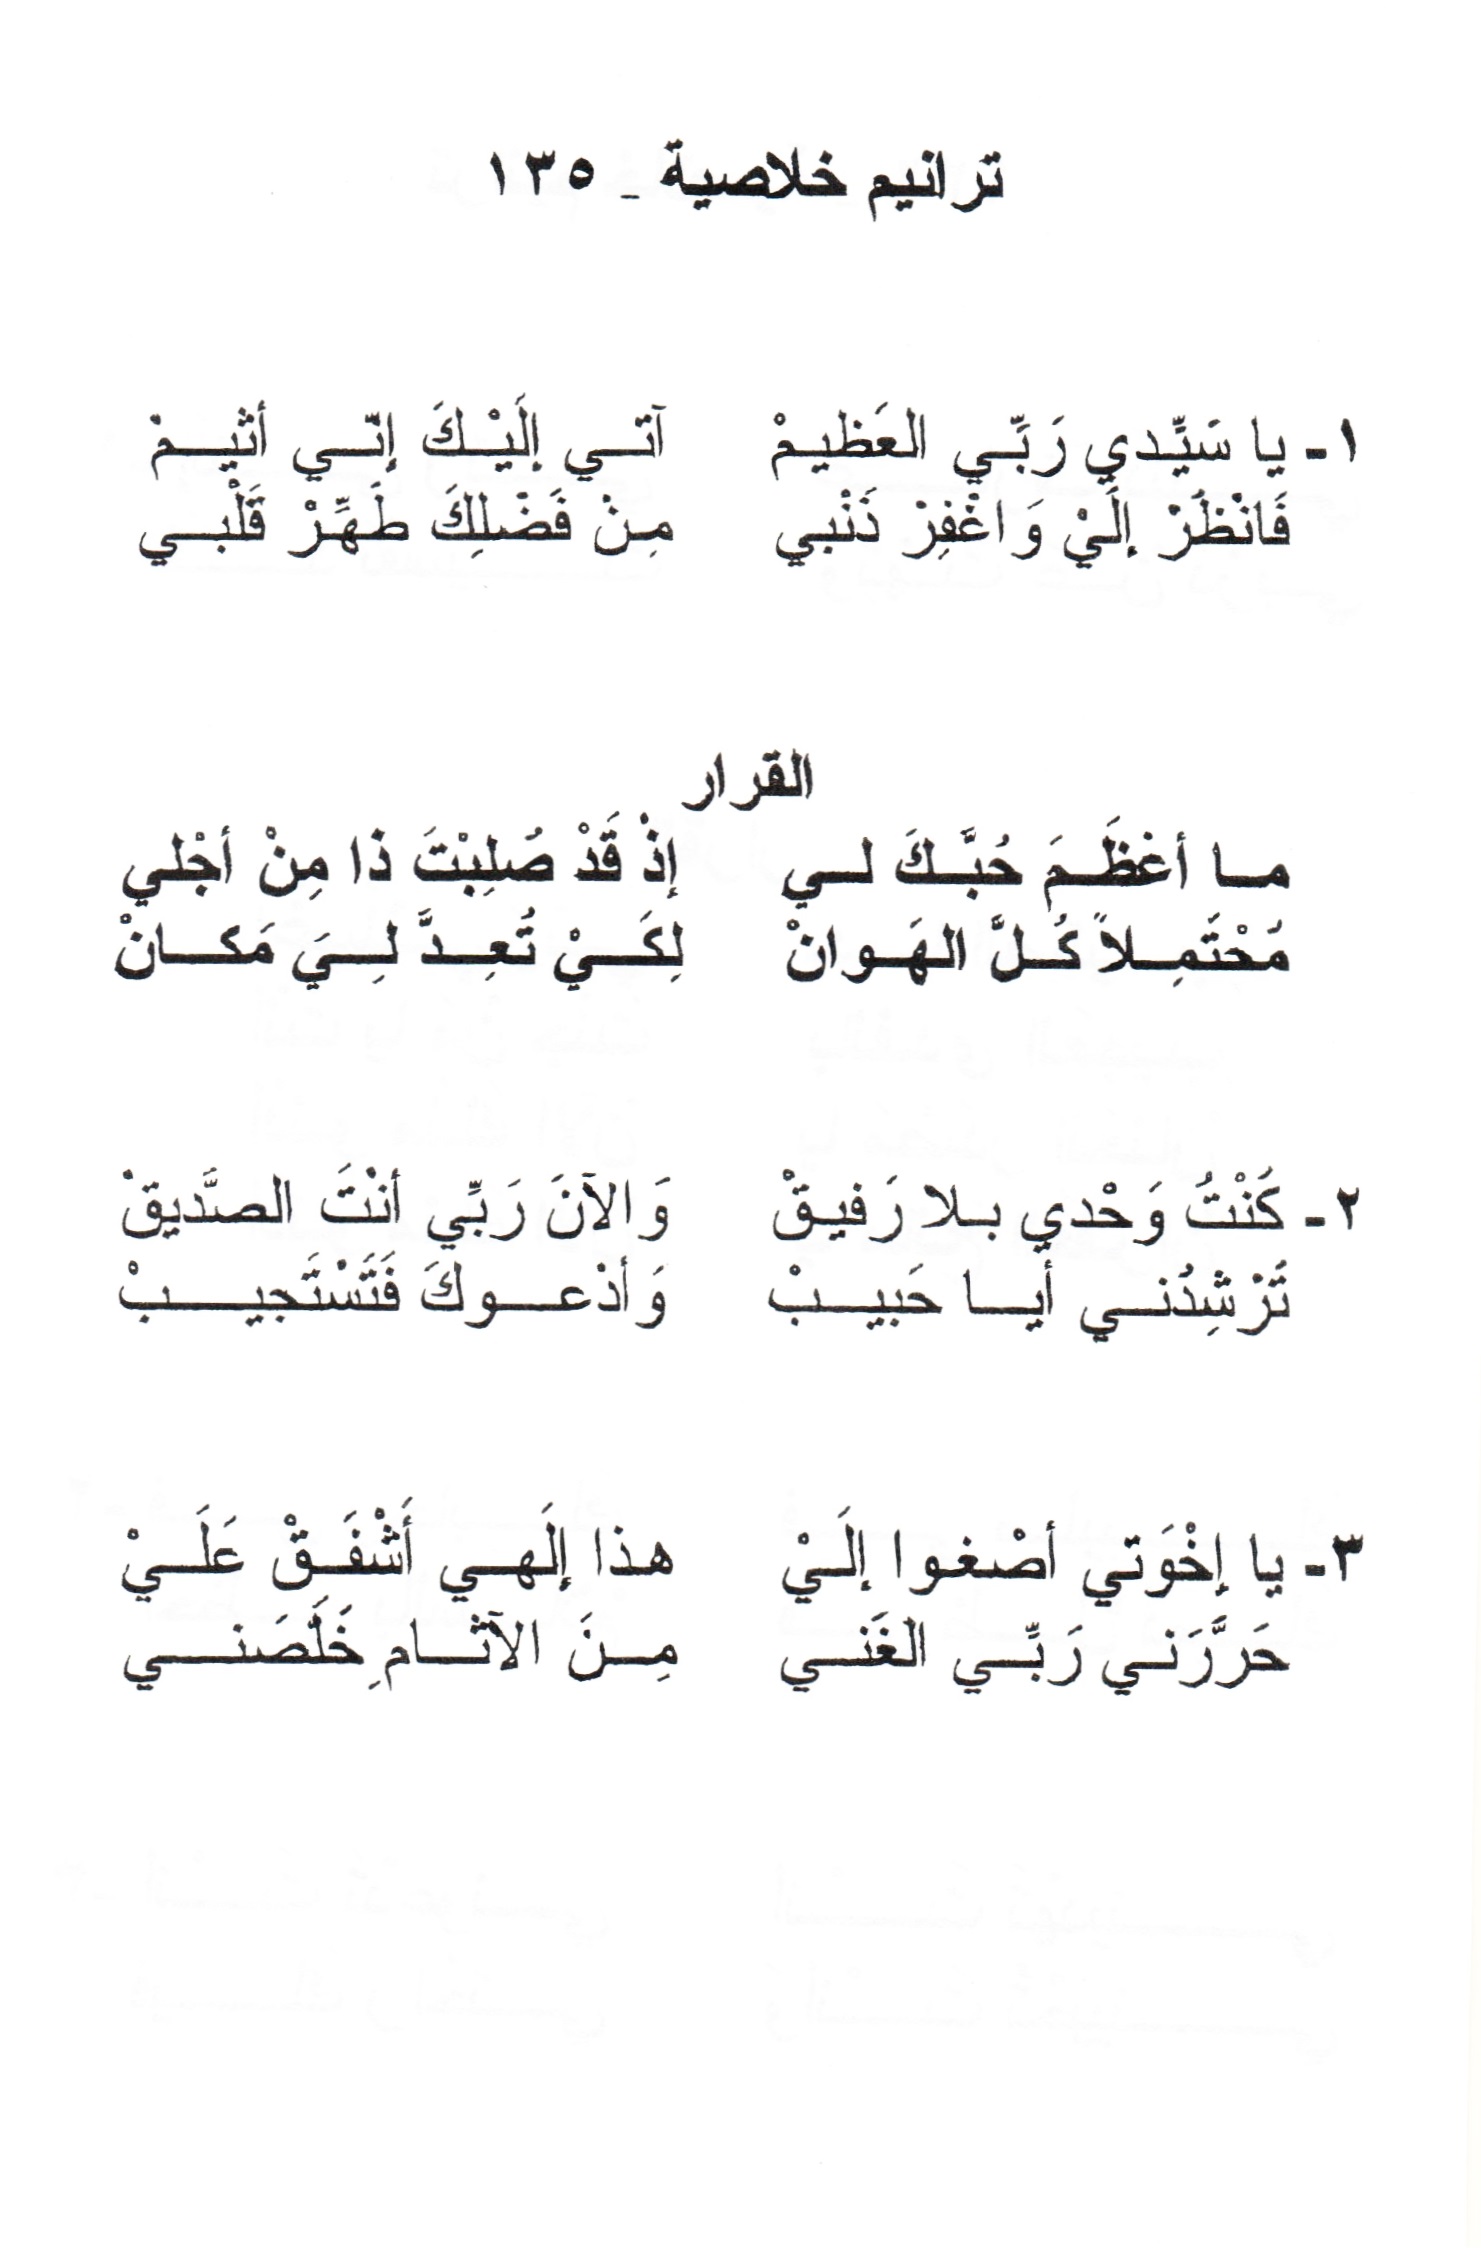 ترانيم خلاصية - ١٣٥
١- يا سَيِّدي رَبِّي العَظيمْ آتي إلَيْكَ إنّي أثيمْ
فَانْظُرْ إلَيْ وَاغْفِرْ ذَنْبي مِنْ فَضْلِكَ طَهِّرْ قَلْبي
القرار
ما أعْظَمَ حُبَّكَ لي إذْ قَدْ صُلِبْتَ ذا مِنْ أجْلي
مُحْتَمِلاً كُلَّ الهَوانْ لِكَيْ تُعِدَّ لِيَ مَكانْ
٢- كَنْتُ وَحْدي بلا رَفيقْ وَالآنَ رَبِّي أنْتَ الصَّديقْ
تَرْشِدُني أيا حَبيبْ وَأدْعوكَ فَتَسْتَجيبْ
٣- يا إخْوَتي أصْغوا إلَيْ هذا إلَهي أَشْفَقْ عَلَيْ
حَرَّرَني رَبِّي الغَني مِنَ الآثامِ خَلَّصَني